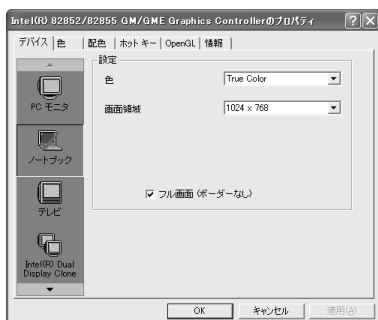 Intel(R) 82852/82855 GM/GME Graphics Controllerのプロパティ
デバイス 色 配色 ホット キー OpenGL 情報
PC モニタ
ノートブック
テレビ
Intel(R) Dual
Display Clone
設定
色 True Color
画面領域 1024 x 768
フル画面 (ボーダーなし)
OK キャンセル 適用(A)